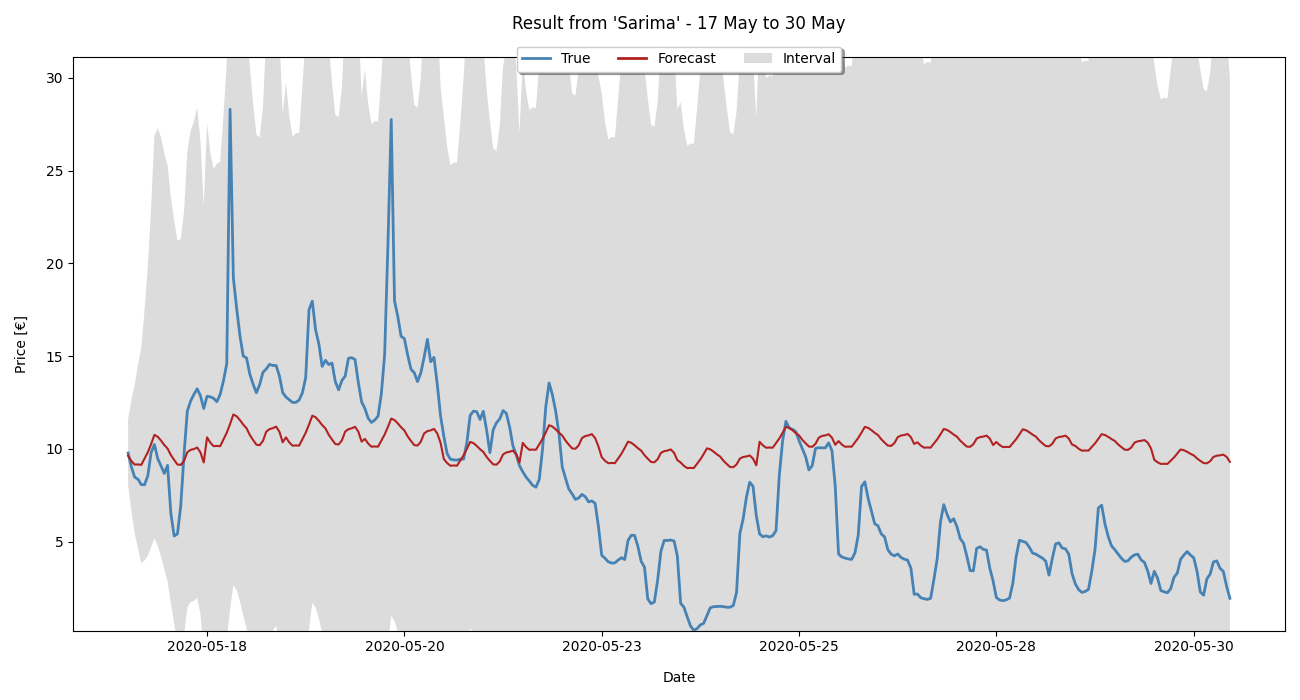 Result from 'Sarima' - 17 May to 30 May
True Forecast Interval
30
25
20
15
10
5
Price [€]
2020-05-18 2020-05-20 2020-05-23 2020-05-25 2020-05-28 2020-05-30
Date